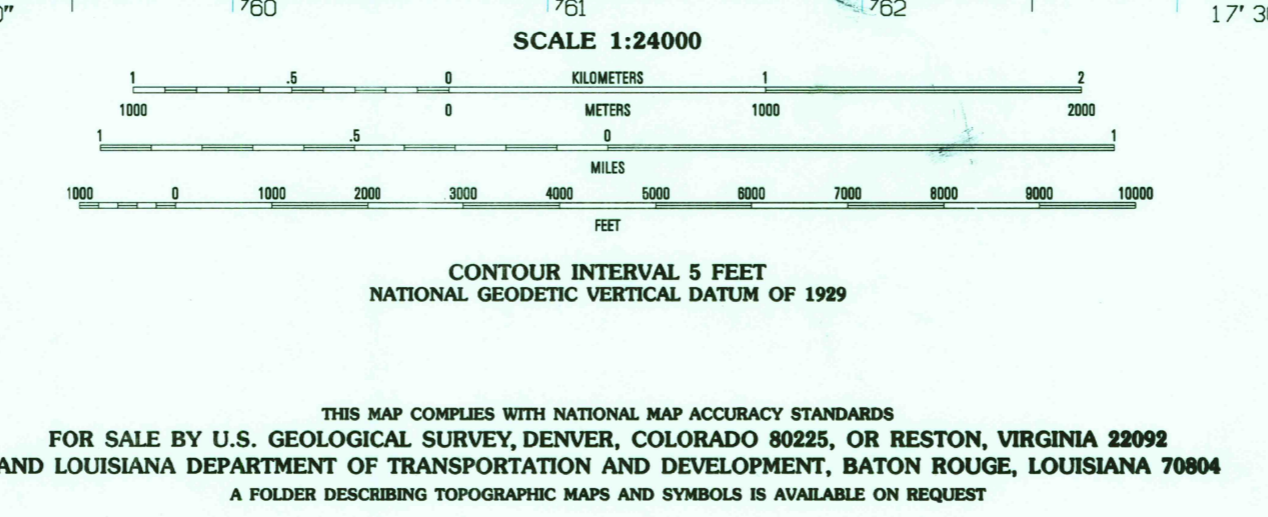 760 761 762 17' 30
SCALE 1:24000
1 .5 0 KILOMETERS 1 2
1000 0 METERS 1000 2000
1 .5 0 1
MILES
1000 0 1000 2000 3000 4000 5000 6000 7000 8000 9000 10000
FEET
CONTOUR INTERVAL 5 FEET
NATIONAL GEODETIC VERTICAL DATUM OF 1929
THIS MAP COMPLIES WITH NATIONAL MAP ACCURACY STANDARDS
FOR SALE BY U.S. GEOLOGICAL SURVEY, DENVER, COLORADO 80225, OR RESTON, VIRGINIA 22092
AND LOUISIANA DEPARTMENT OF TRANSPORTATION AND DEVELOPMENT, BATON ROUGE, LOUISIANA 70804
A FOLDER DESCRIBING TOPOGRAPHIC MAPS AND SYMBOLS IS AVAILABLE ON REQUEST